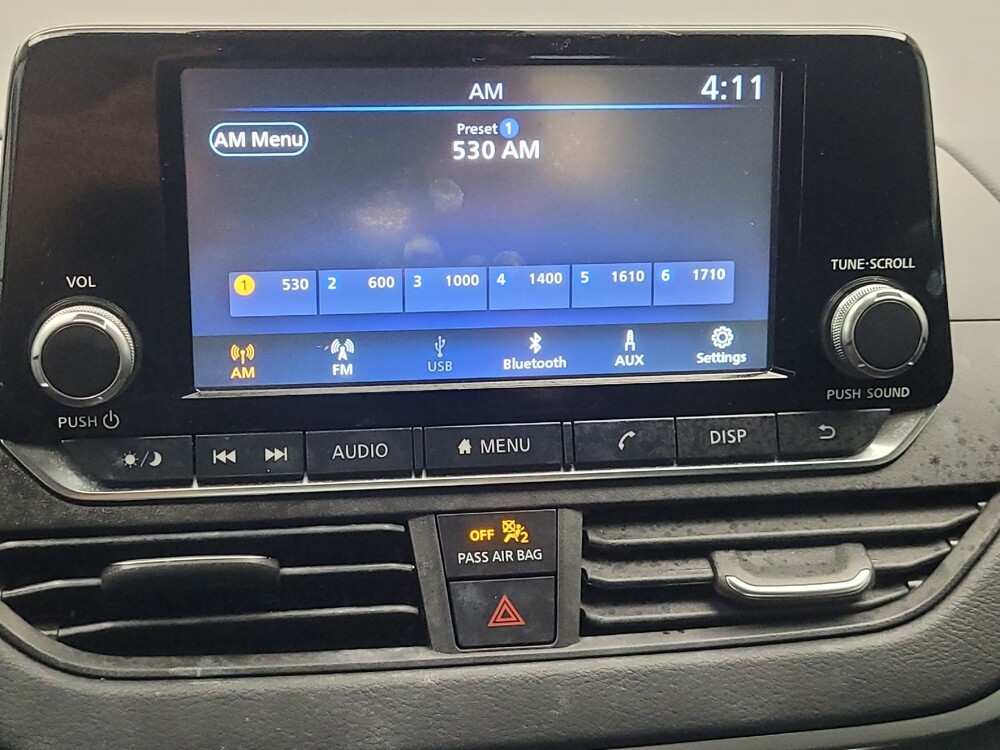 AM
4:11
AM Menu
Preset 1
530 AM
1 530 2 600 3 1000 4 1400 5 1610 6 1710
AM FM USB Bluetooth AUX Settings
VOL
PUSH
TUNE·SCROLL
PUSH SOUND
AUDIO MENU DISP
OFF 2
PASS AIR BAG